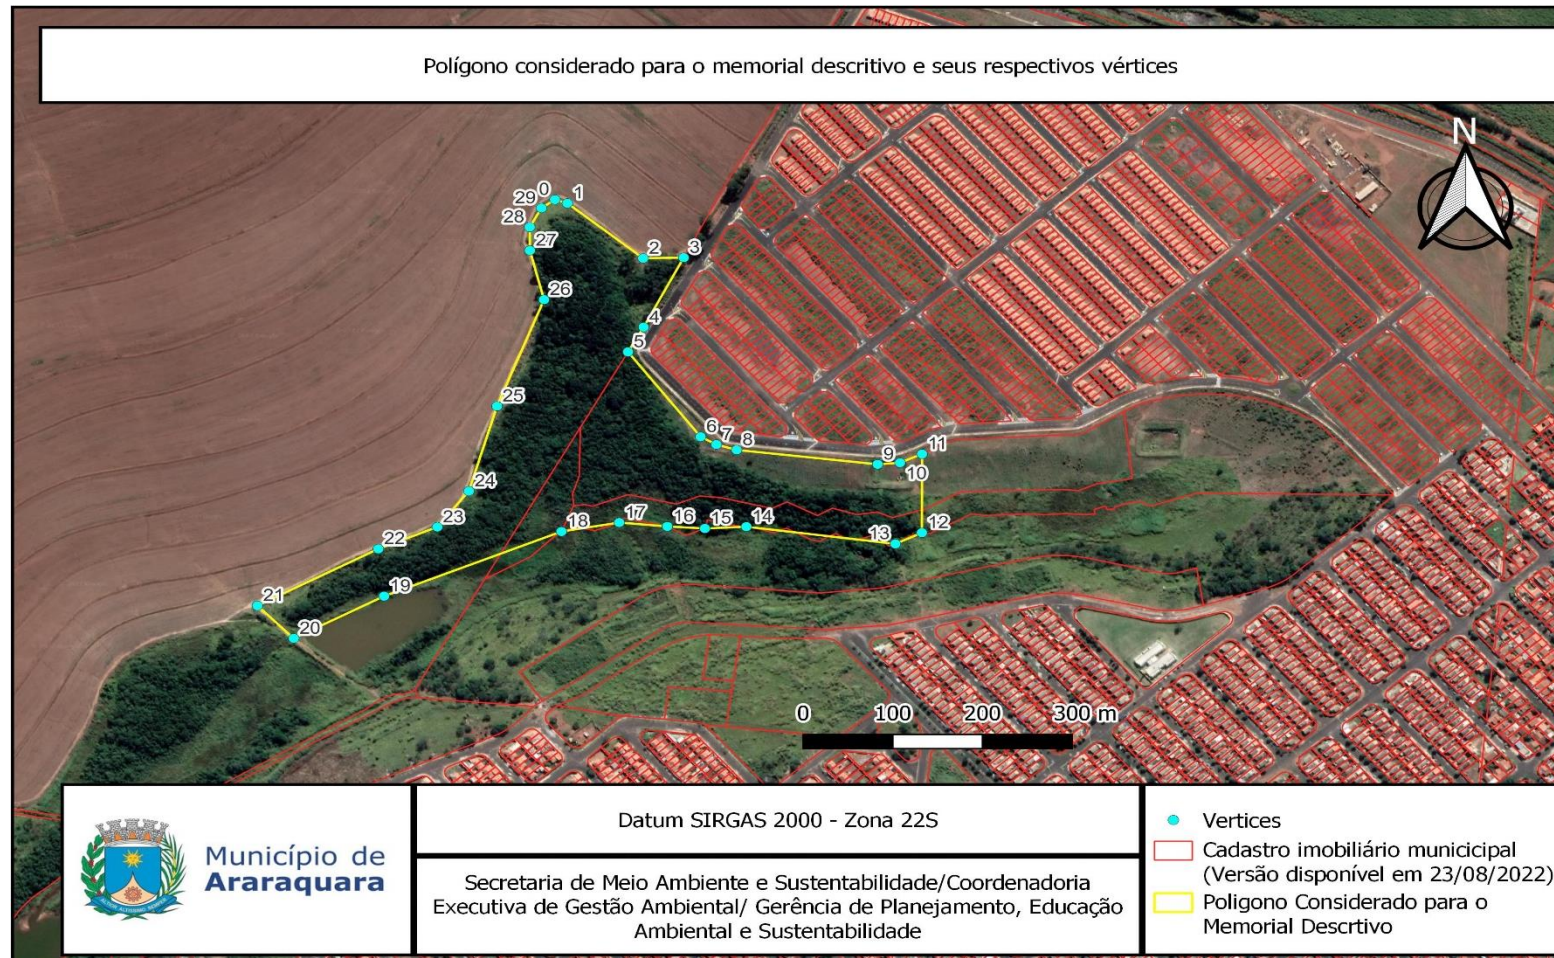 Polígono considerado para o memorial descritivo e seus respectivos vértices
N
0
1
29
28
27
2
3
26
4
5
25
6
7
8
9
11
10
24
23
22
18
17
16
15
14
13
12
19
21
20
0 100 200 300 m
Município de
Araraquara
Datum SIRGAS 2000 - Zona 22S
Secretaria de Meio Ambiente e Sustentabilidade/Coordenadoria
Executiva de Gestão Ambiental/ Gerência de Planejamento, Educação
Ambiental e Sustentabilidade
Vertices
Cadastro imobiliário municicipal
(Versão disponível em 23/08/2022)
Poligono Considerado para o
Memorial Descrtivo